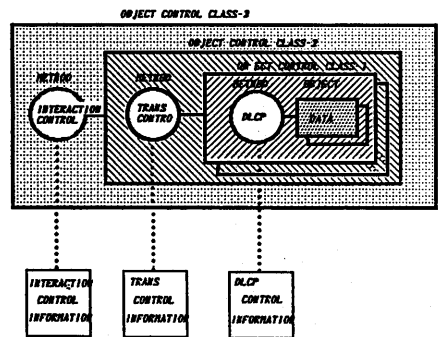 OBJECT CONTROL CLASS-3
OBJECT CONTROL CLASS-2
CONTROL CLASS-1
METHOD
METHOD
METHOD
OBJECT
INTERACTION
CONTROL
TRANS
CONTRO
DLCP
DATA
INTERACTION
CONTROL
INFORMATION
TRANS
CONTROL
INFORMATION
DLCP
CONTROL
INFORMATION